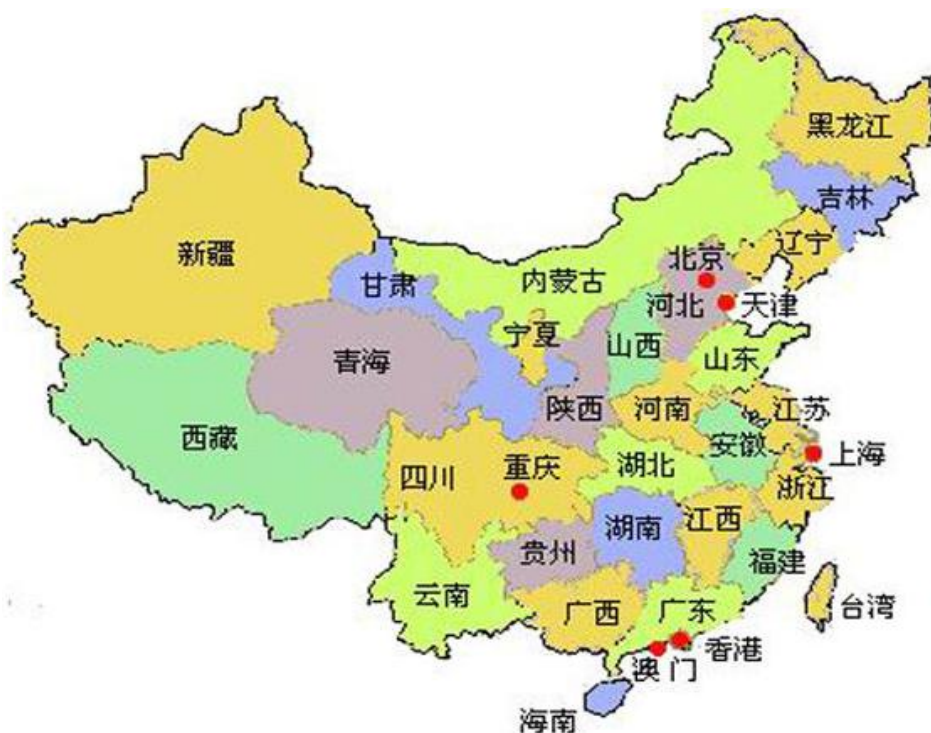 黑龙江
吉林
辽宁
新疆
北京
内蒙古
甘肃
河北
天津
宁夏
山西
山东
青海
陕西
河南
江苏
西藏
安徽
上海
四川
重庆
湖北
浙江
湖南
江西
贵州
福建
云南
广西
广东
台湾
香港
澳门
海南